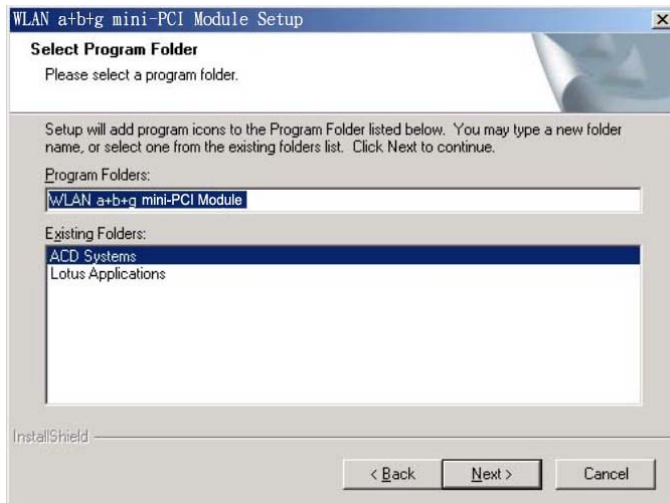 WLAN a+b+g mini-PCI Module Setup
Select Program Folder
Please select a program folder.
Setup will add program icons to the Program Folder listed below. You may type a new folder
name, or select one from the existing folders list. Click Next to continue.
Program Folders:
WLAN a+b+g mini-PCI Module
Existing Folders:
ACD Systems
Lotus Applications
InstallShield
< Back
Next >
Cancel